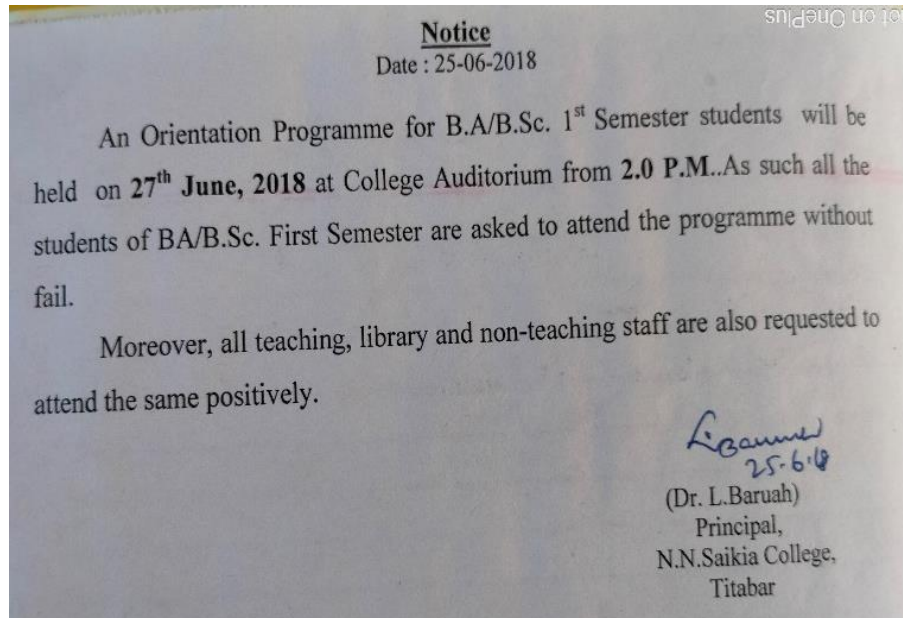 Notice
Date : 25-06-2018
An Orientation Programme for B.A/B.Sc. 1st Semester students will be
held on 27th June, 2018 at College Auditorium from 2.0 P.M..As such all the
students of BA/B.Sc. First Semester are asked to attend the programme without
fail.
Moreover, all teaching, library and non-teaching staff are also requested to
attend the same positively.
25-6-18
(Dr. L.Baruah)
Principal,
N.N.Saikia College,
Titabar
on OnePlus